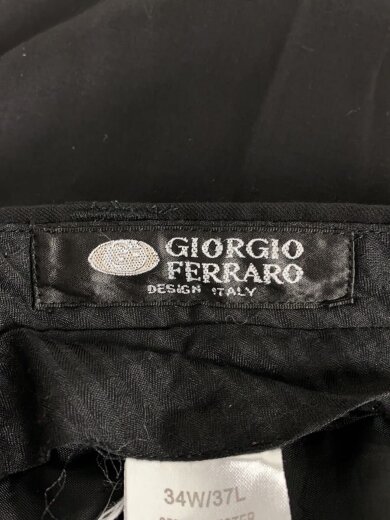 GIORGIO
FERRARO
DESIGN ITALY
34W/37L